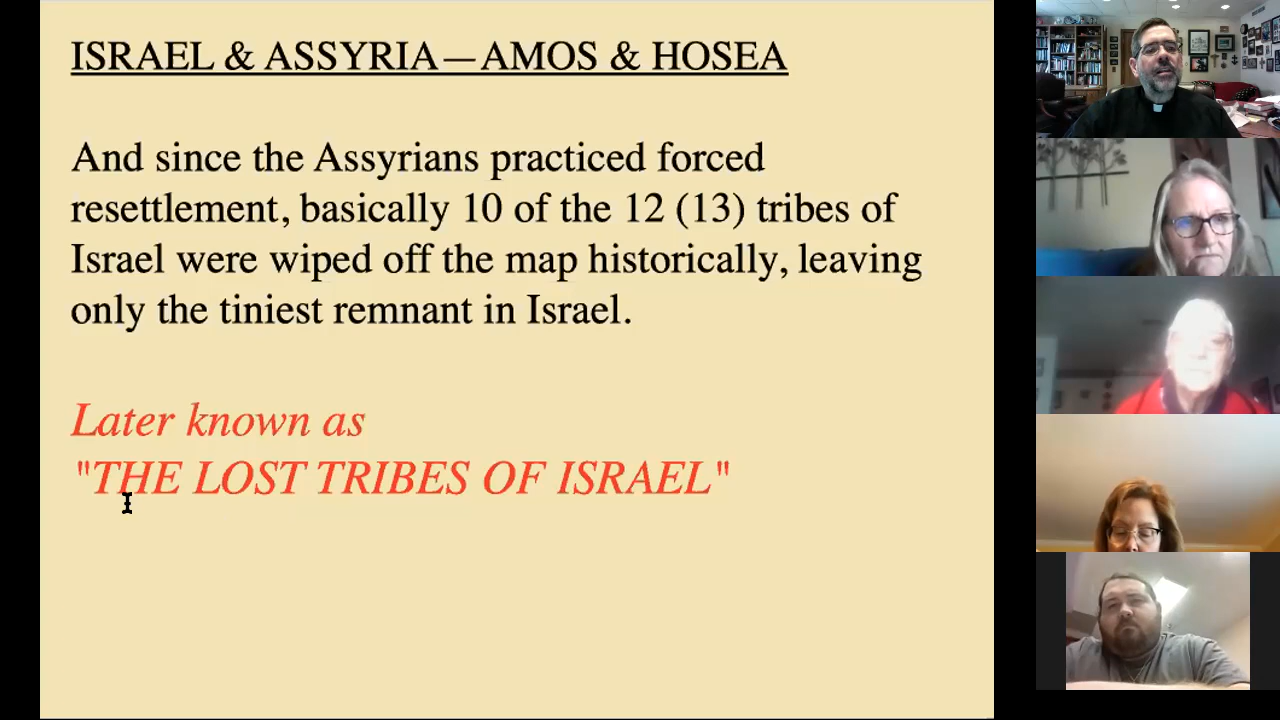 ISRAEL & ASSYRIA—AMOS & HOSEA
And since the Assyrians practiced forced
resettlement, basically 10 of the 12 (13) tribes of
Israel were wiped off the map historically, leaving
only the tiniest remnant in Israel.
Later known as
"THE LOST TRIBES OF ISRAEL"